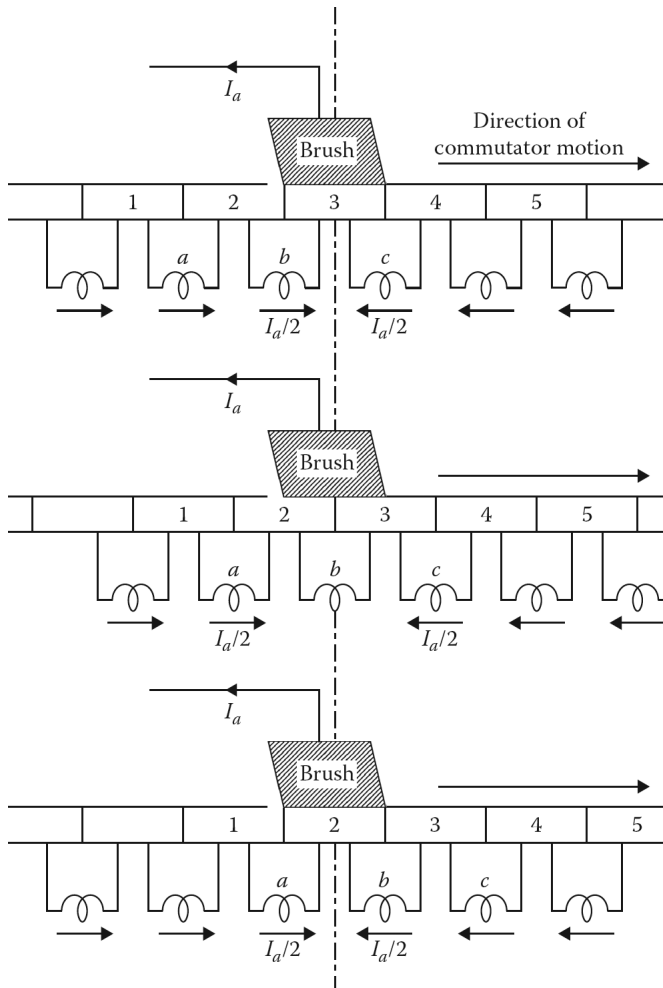 I_a
Brush
Direction of
commutator motion
1 2 3 4 5
a b c
I_a/2 I_a/2
I_a
Brush
1 2 3 4 5
a b c
I_a/2 I_a/2
I_a
Brush
1 2 3 4 5
a b c
I_a/2 I_a/2